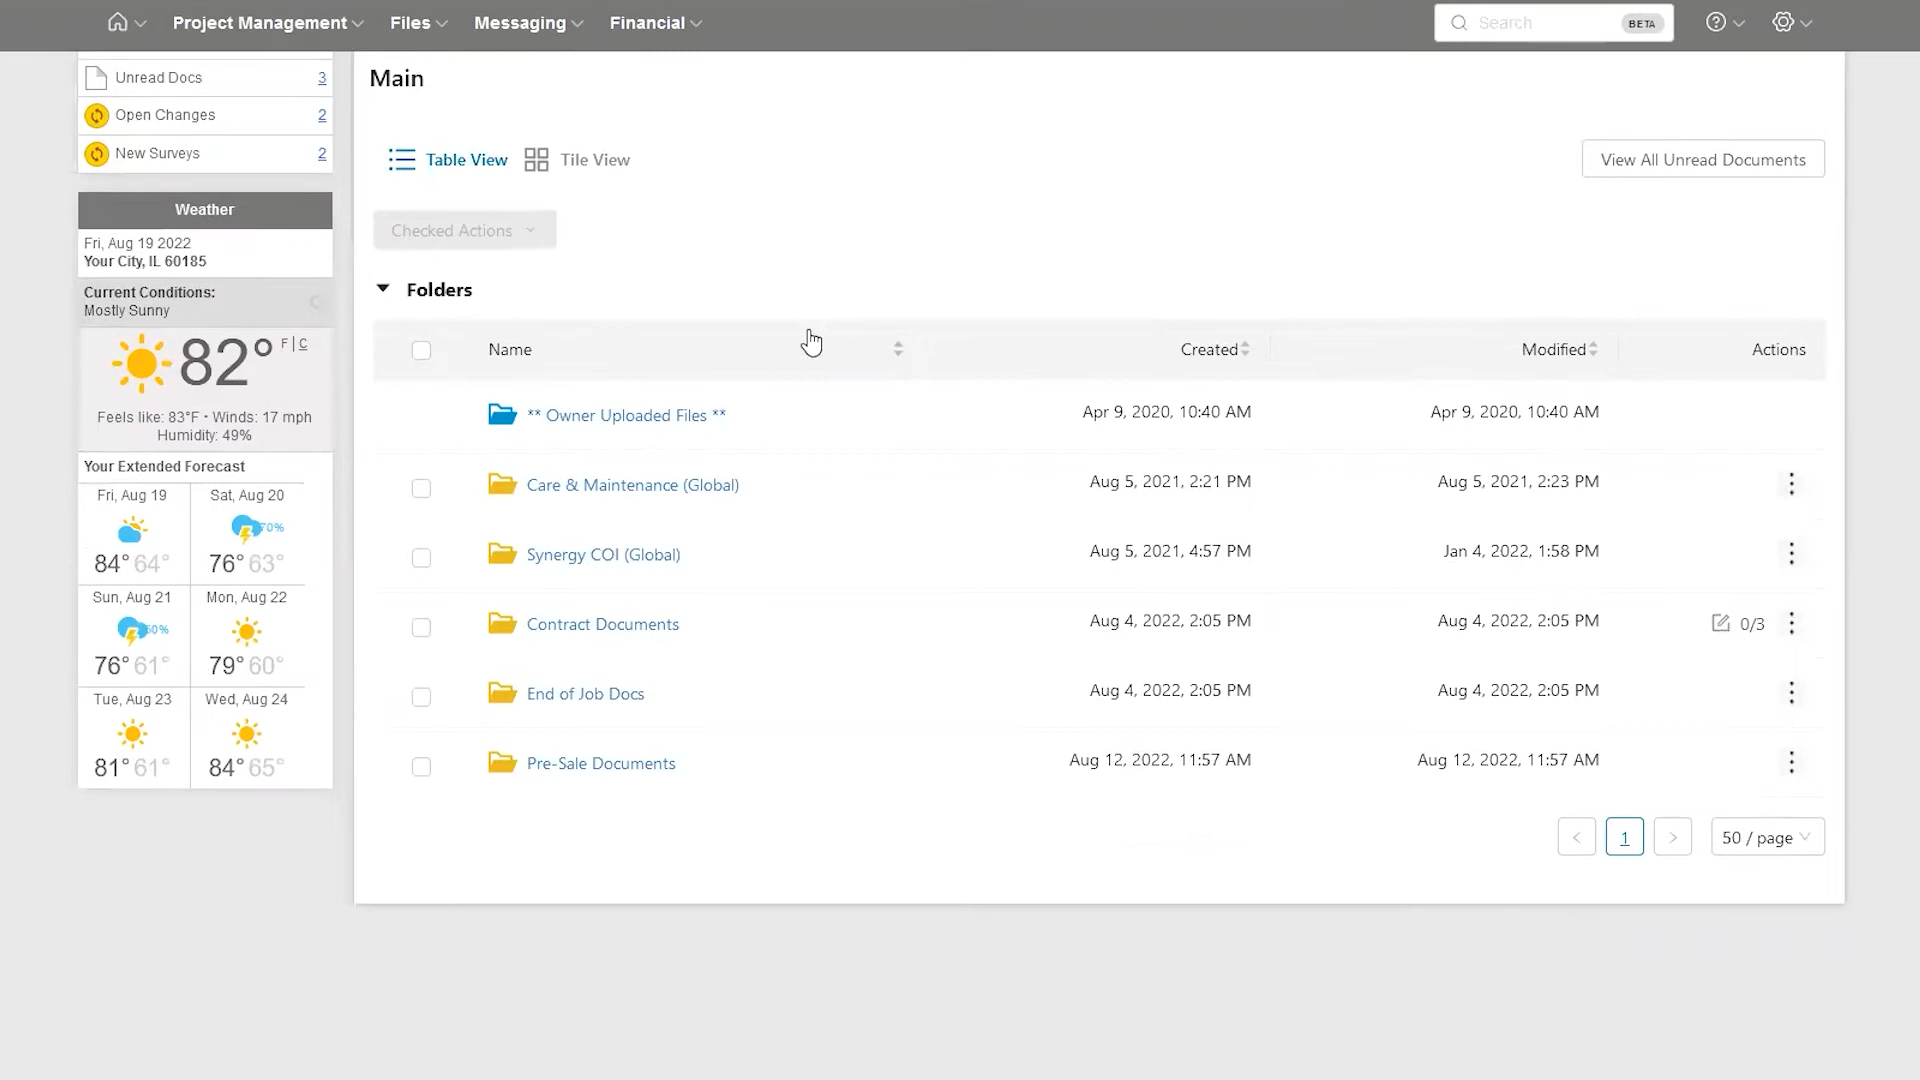 Project Management
Files
Messaging
Financial
Search
BETA
Unread Docs 3
Open Changes 2
New Surveys 2
Weather
Fri, Aug 19 2022
Your City, IL 60185
Current Conditions:
Mostly Sunny
82° F | C
Feels like: 83°F • Winds: 17 mph
Humidity: 49%
Your Extended Forecast
Fri, Aug 19 Sat, Aug 20
70%
84° 64° 76° 63°
Sun, Aug 21 Mon, Aug 22
60%
76° 61° 79° 60°
Tue, Aug 23 Wed, Aug 24
81° 61° 84° 65°
Main
Table View
Tile View
View All Unread Documents
Checked Actions
Folders
Name Created Modified Actions
** Owner Uploaded Files ** Apr 9, 2020, 10:40 AM Apr 9, 2020, 10:40 AM
Care & Maintenance (Global) Aug 5, 2021, 2:21 PM Aug 5, 2021, 2:23 PM
Synergy COI (Global) Aug 5, 2021, 4:57 PM Jan 4, 2022, 1:58 PM
Contract Documents Aug 4, 2022, 2:05 PM Aug 4, 2022, 2:05 PM 0/3
End of Job Docs Aug 4, 2022, 2:05 PM Aug 4, 2022, 2:05 PM
Pre-Sale Documents Aug 12, 2022, 11:57 AM Aug 12, 2022, 11:57 AM
< 1 > 50 / page